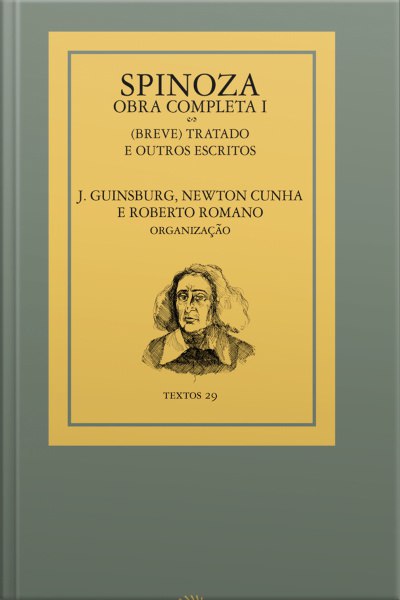 SPINOZA
OBRA COMPLETA I
(BREVE) TRATADO
E OUTROS ESCRITOS
J. GUINSBURG, NEWTON CUNHA
E ROBERTO ROMANO
ORGANIZAÇÃO
TEXTOS 29